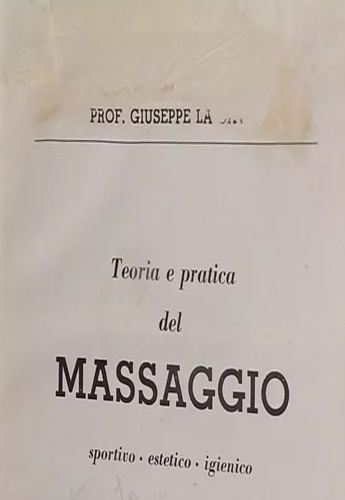 PROF. GIUSEPPE LA
Teoria e pratica
del
MASSAGGIO
sportivo • estetico • igienico